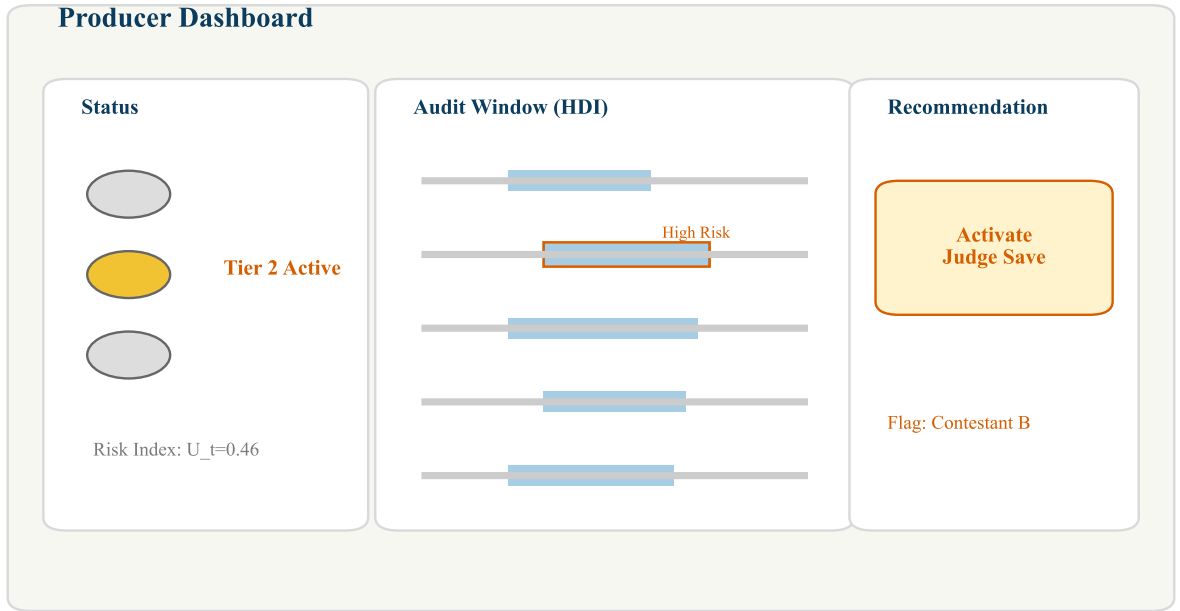 Producer Dashboard
Status
Tier 2 Active
Risk Index: U_t=0.46
Audit Window (HDI)
High Risk
Recommendation
Activate
Judge Save
Flag: Contestant B